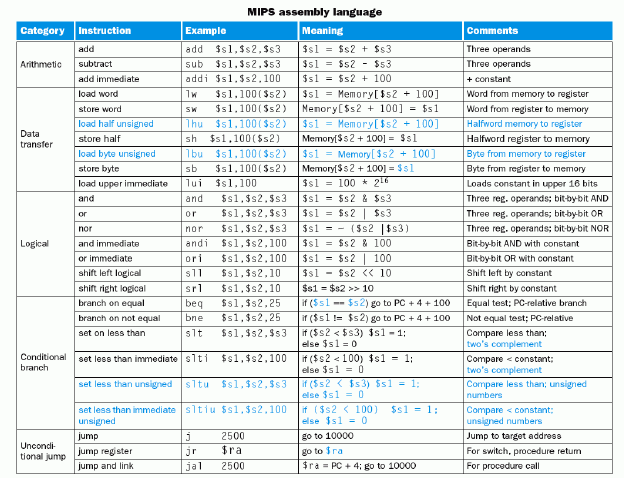 MIPS assembly language
Category Instruction Example Meaning Comments
Arithmetic
add add $s1,$s2,$s3 $s1 = $s2 + $s3 Three operands
subtract sub $s1,$s2,$s3 $s1 = $s2 - $s3 Three operands
add immediate addi $s1,$s2,100 $s1 = $s2 + 100 + constant
Data
transfer
load word lw $s1,100($s2) $s1 = Memory[$s2 + 100] Word from memory to register
store word sw $s1,100($s2) Memory[$s2 + 100] = $s1 Word from register to memory
load half unsigned lhu $s1,100($s2) $s1 = Memory[$s2 + 100] Halfword memory to register
store half sh $s1,100($s2) Memory[$s2 + 100] = $s1 Halfword register to memory
load byte unsigned lbu $s1,100($s2) $s1 = Memory[$s2 + 100] Byte from memory to register
store byte sb $s1,100($s2) Memory[$s2 + 100] = $s1 Byte from register to memory
load upper immediate lui $s1,100 $s1 = 100 * 2^16 Loads constant in upper 16 bits
Logical
and and $s1,$s2,$s3 $s1 = $s2 & $s3 Three reg. operands; bit-by-bit AND
or or $s1,$s2,$s3 $s1 = $s2 | $s3 Three reg. operands; bit-by-bit OR
nor nor $s1,$s2,$s3 $s1 = ~ ($s2 |$s3) Three reg. operands; bit-by-bit NOR
and immediate andi $s1,$s2,100 $s1 = $s2 & 100 Bit-by-bit AND with constant
or immediate ori $s1,$s2,100 $s1 = $s2 | 100 Bit-by-bit OR with constant
shift left logical sll $s1,$s2,10 $s1 = $s2 << 10 Shift left by constant
shift right logical srl $s1,$s2,10 $s1 = $s2 >> 10 Shift right by constant
Conditional
branch
branch on equal beq $s1,$s2,25 if ($s1 == $s2) go to PC + 4 + 100 Equal test; PC-relative branch
branch on not equal bne $s1,$s2,25 if ($s1 != $s2) go to PC + 4 + 100 Not equal test; PC-relative
set on less than slt $s1,$s2,$s3 if ($s2 < $s3) $s1 = 1; Compare less than;
else $s1 = 0 two's complement
set less than immediate slti $s1,$s2,100 if ($s2 < 100) $s1 = 1; Compare < constant;
else $s1 = 0 two's complement
set less than unsigned sltu $s1,$s2,$s3 if ($s2 < $s3) $s1 = 1; Compare less than; unsigned
else $s1 = 0 numbers
set less than immediate sltiu $s1,$s2,100 if ($s2 < 100) $s1 = 1; Compare < constant;
unsigned else $s1 = 0 unsigned numbers
Uncondi-
tional jump
jump j 2500 go to 10000 Jump to target address
jump register jr $ra go to $ra For switch, procedure return
jump and link jal 2500 $ra = PC + 4; go to 10000 For procedure call